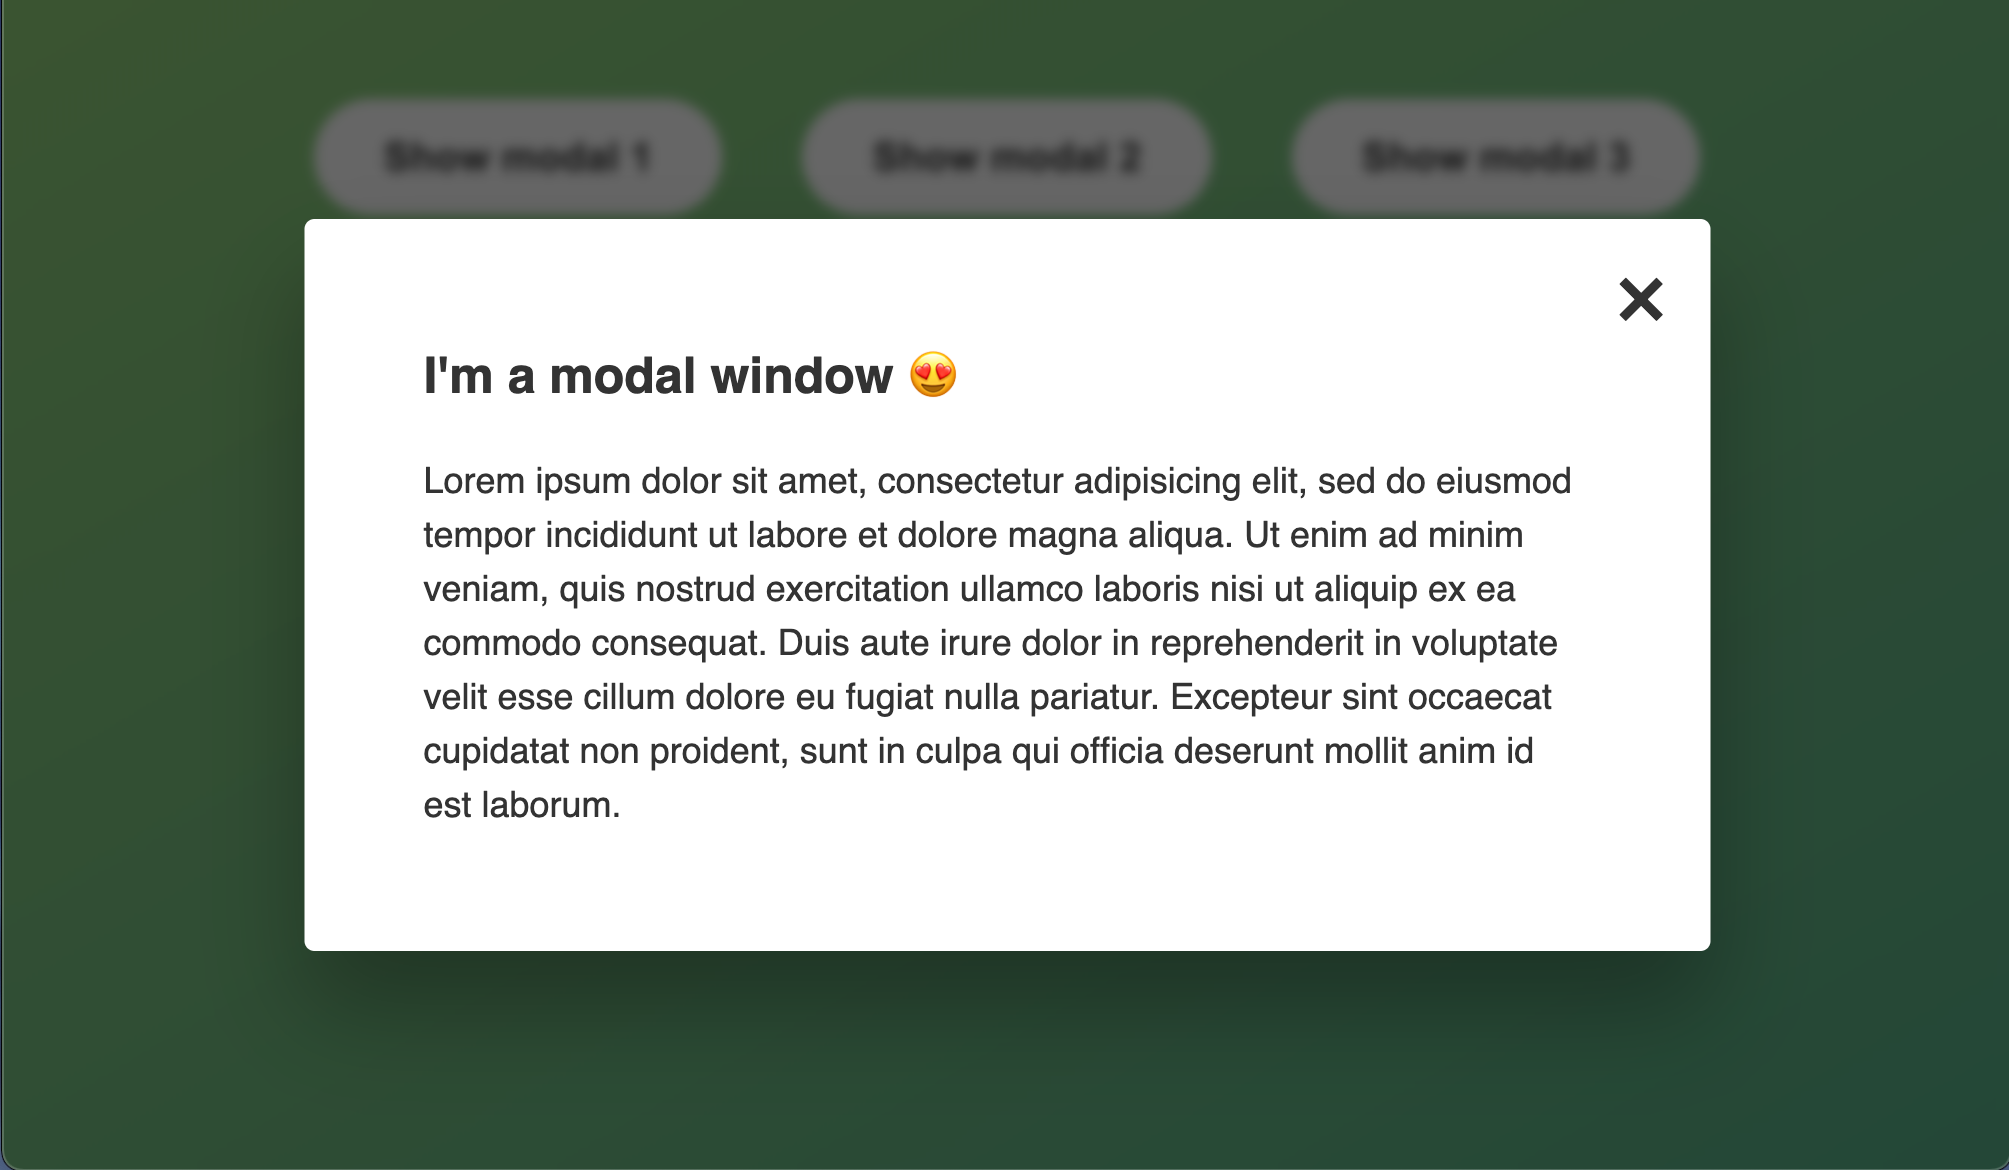 Show modal 1 Show modal 2 Show modal 3
I'm a modal window 😍
Lorem ipsum dolor sit amet, consectetur adipisicing elit, sed do eiusmod
tempor incididunt ut labore et dolore magna aliqua. Ut enim ad minim
veniam, quis nostrud exercitation ullamco laboris nisi ut aliquip ex ea
commodo consequat. Duis aute irure dolor in reprehenderit in voluptate
velit esse cillum dolore eu fugiat nulla pariatur. Excepteur sint occaecat
cupidatat non proident, sunt in culpa qui officia deserunt mollit anim id
est laborum.